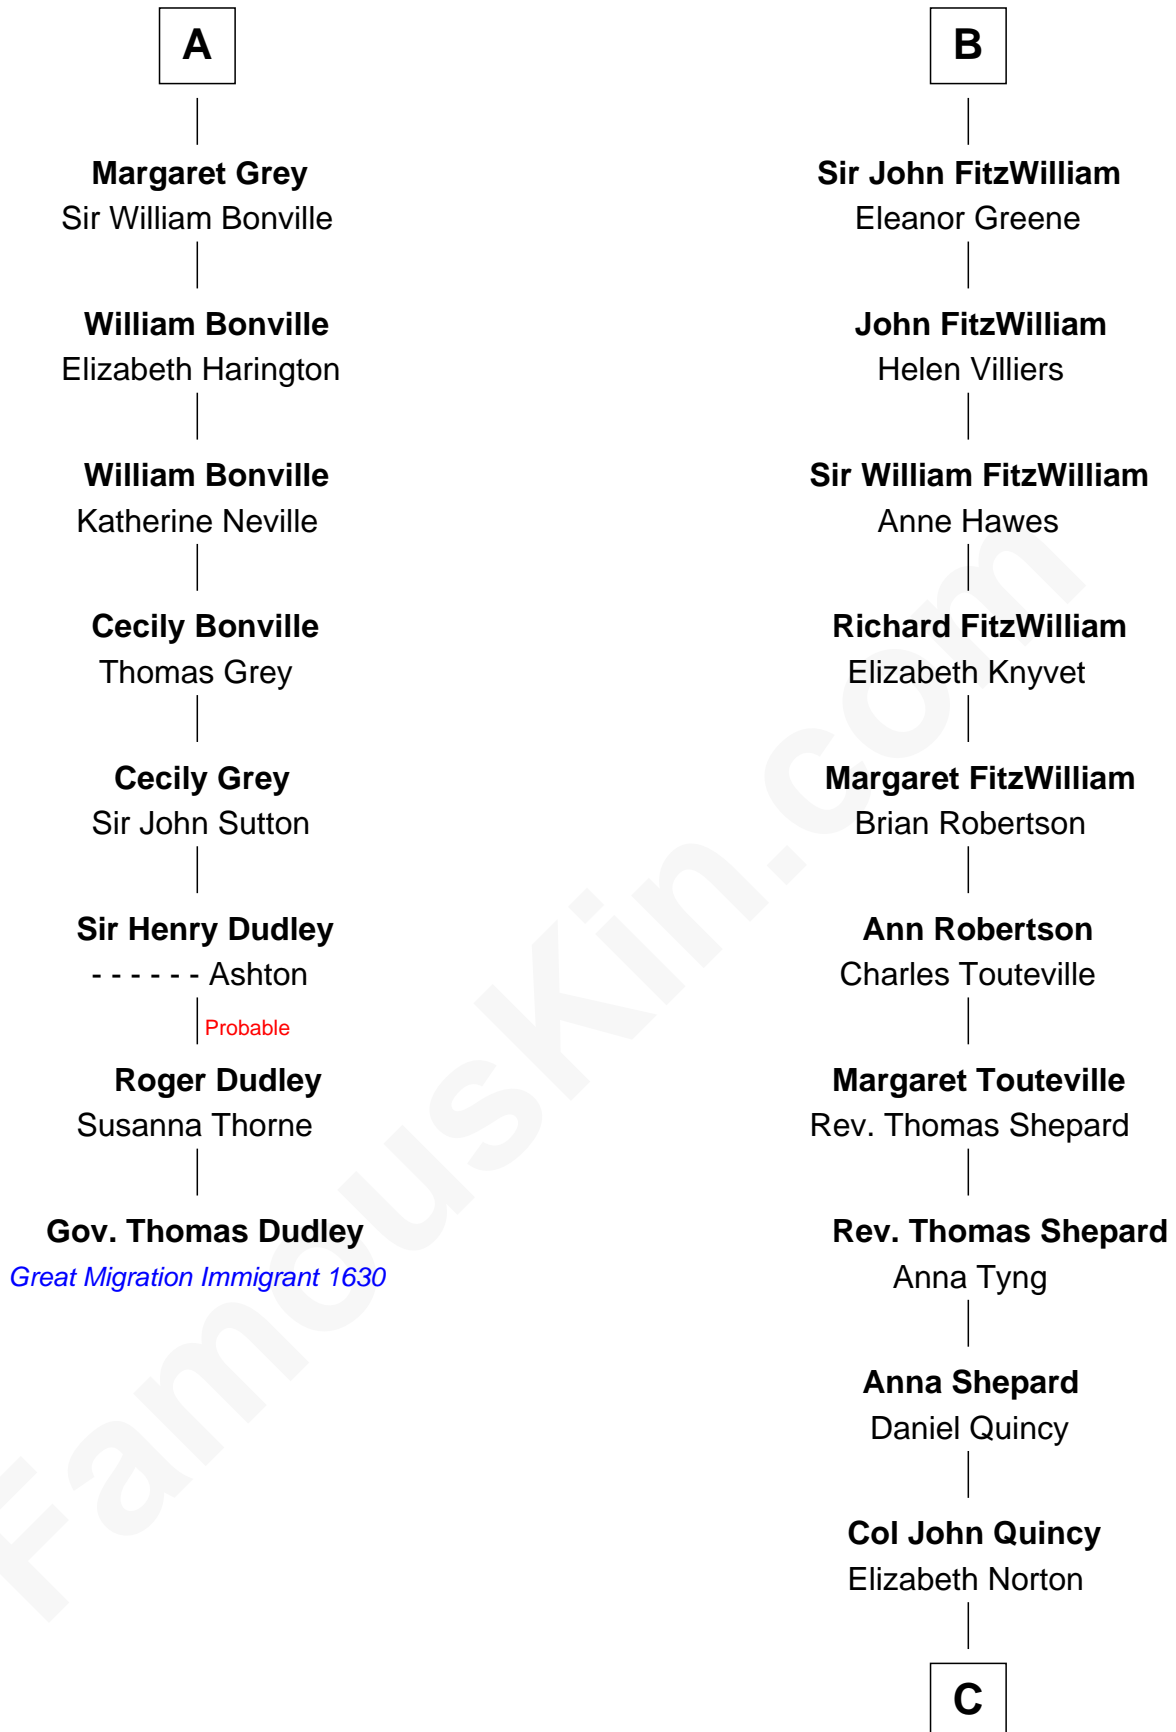 A
Margaret Grey
Sir William Bonville
William Bonville
Elizabeth Harington
William Bonville
Katherine Neville
Cecily Bonville
Thomas Grey
Cecily Grey
Sir John Sutton
Sir Henry Dudley
- - - - - - Ashton
Probable
Roger Dudley
Susanna Thorne
Gov. Thomas Dudley
Great Migration Immigrant 1630
B
Sir John FitzWilliam
Eleanor Greene
John FitzWilliam
Helen Villiers
Sir William FitzWilliam
Anne Hawes
Richard FitzWilliam
Elizabeth Knyvet
Margaret FitzWilliam
Brian Robertson
Ann Robertson
Charles Touteville
Margaret Touteville
Rev. Thomas Shepard
Rev. Thomas Shepard
Anna Tyng
Anna Shepard
Daniel Quincy
Col John Quincy
Elizabeth Norton
C
FamousKin.com